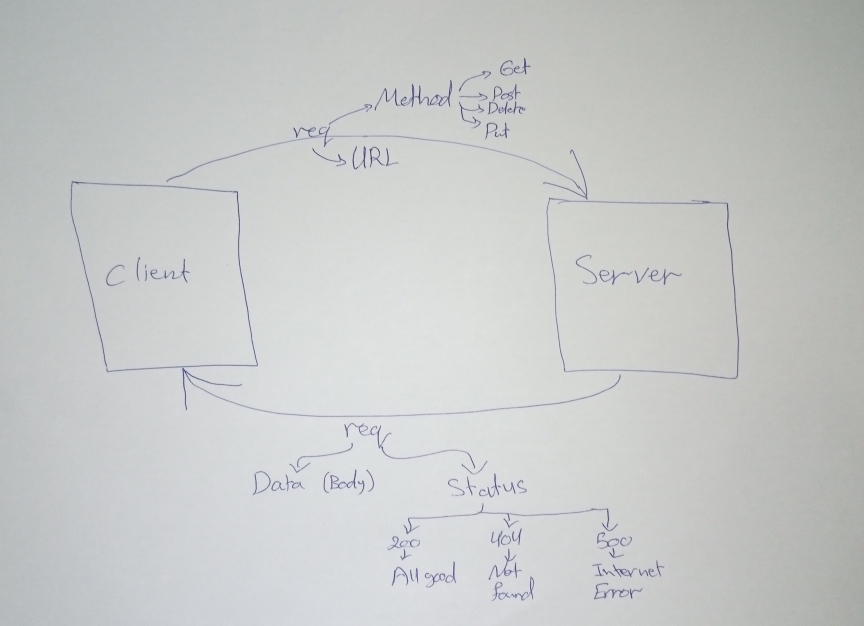 Get
Method
Post
Delete
Put
req
URL
Client
Server
req
Data (Body)
Status
200
404
500
All good
Not
found
Internet
Error